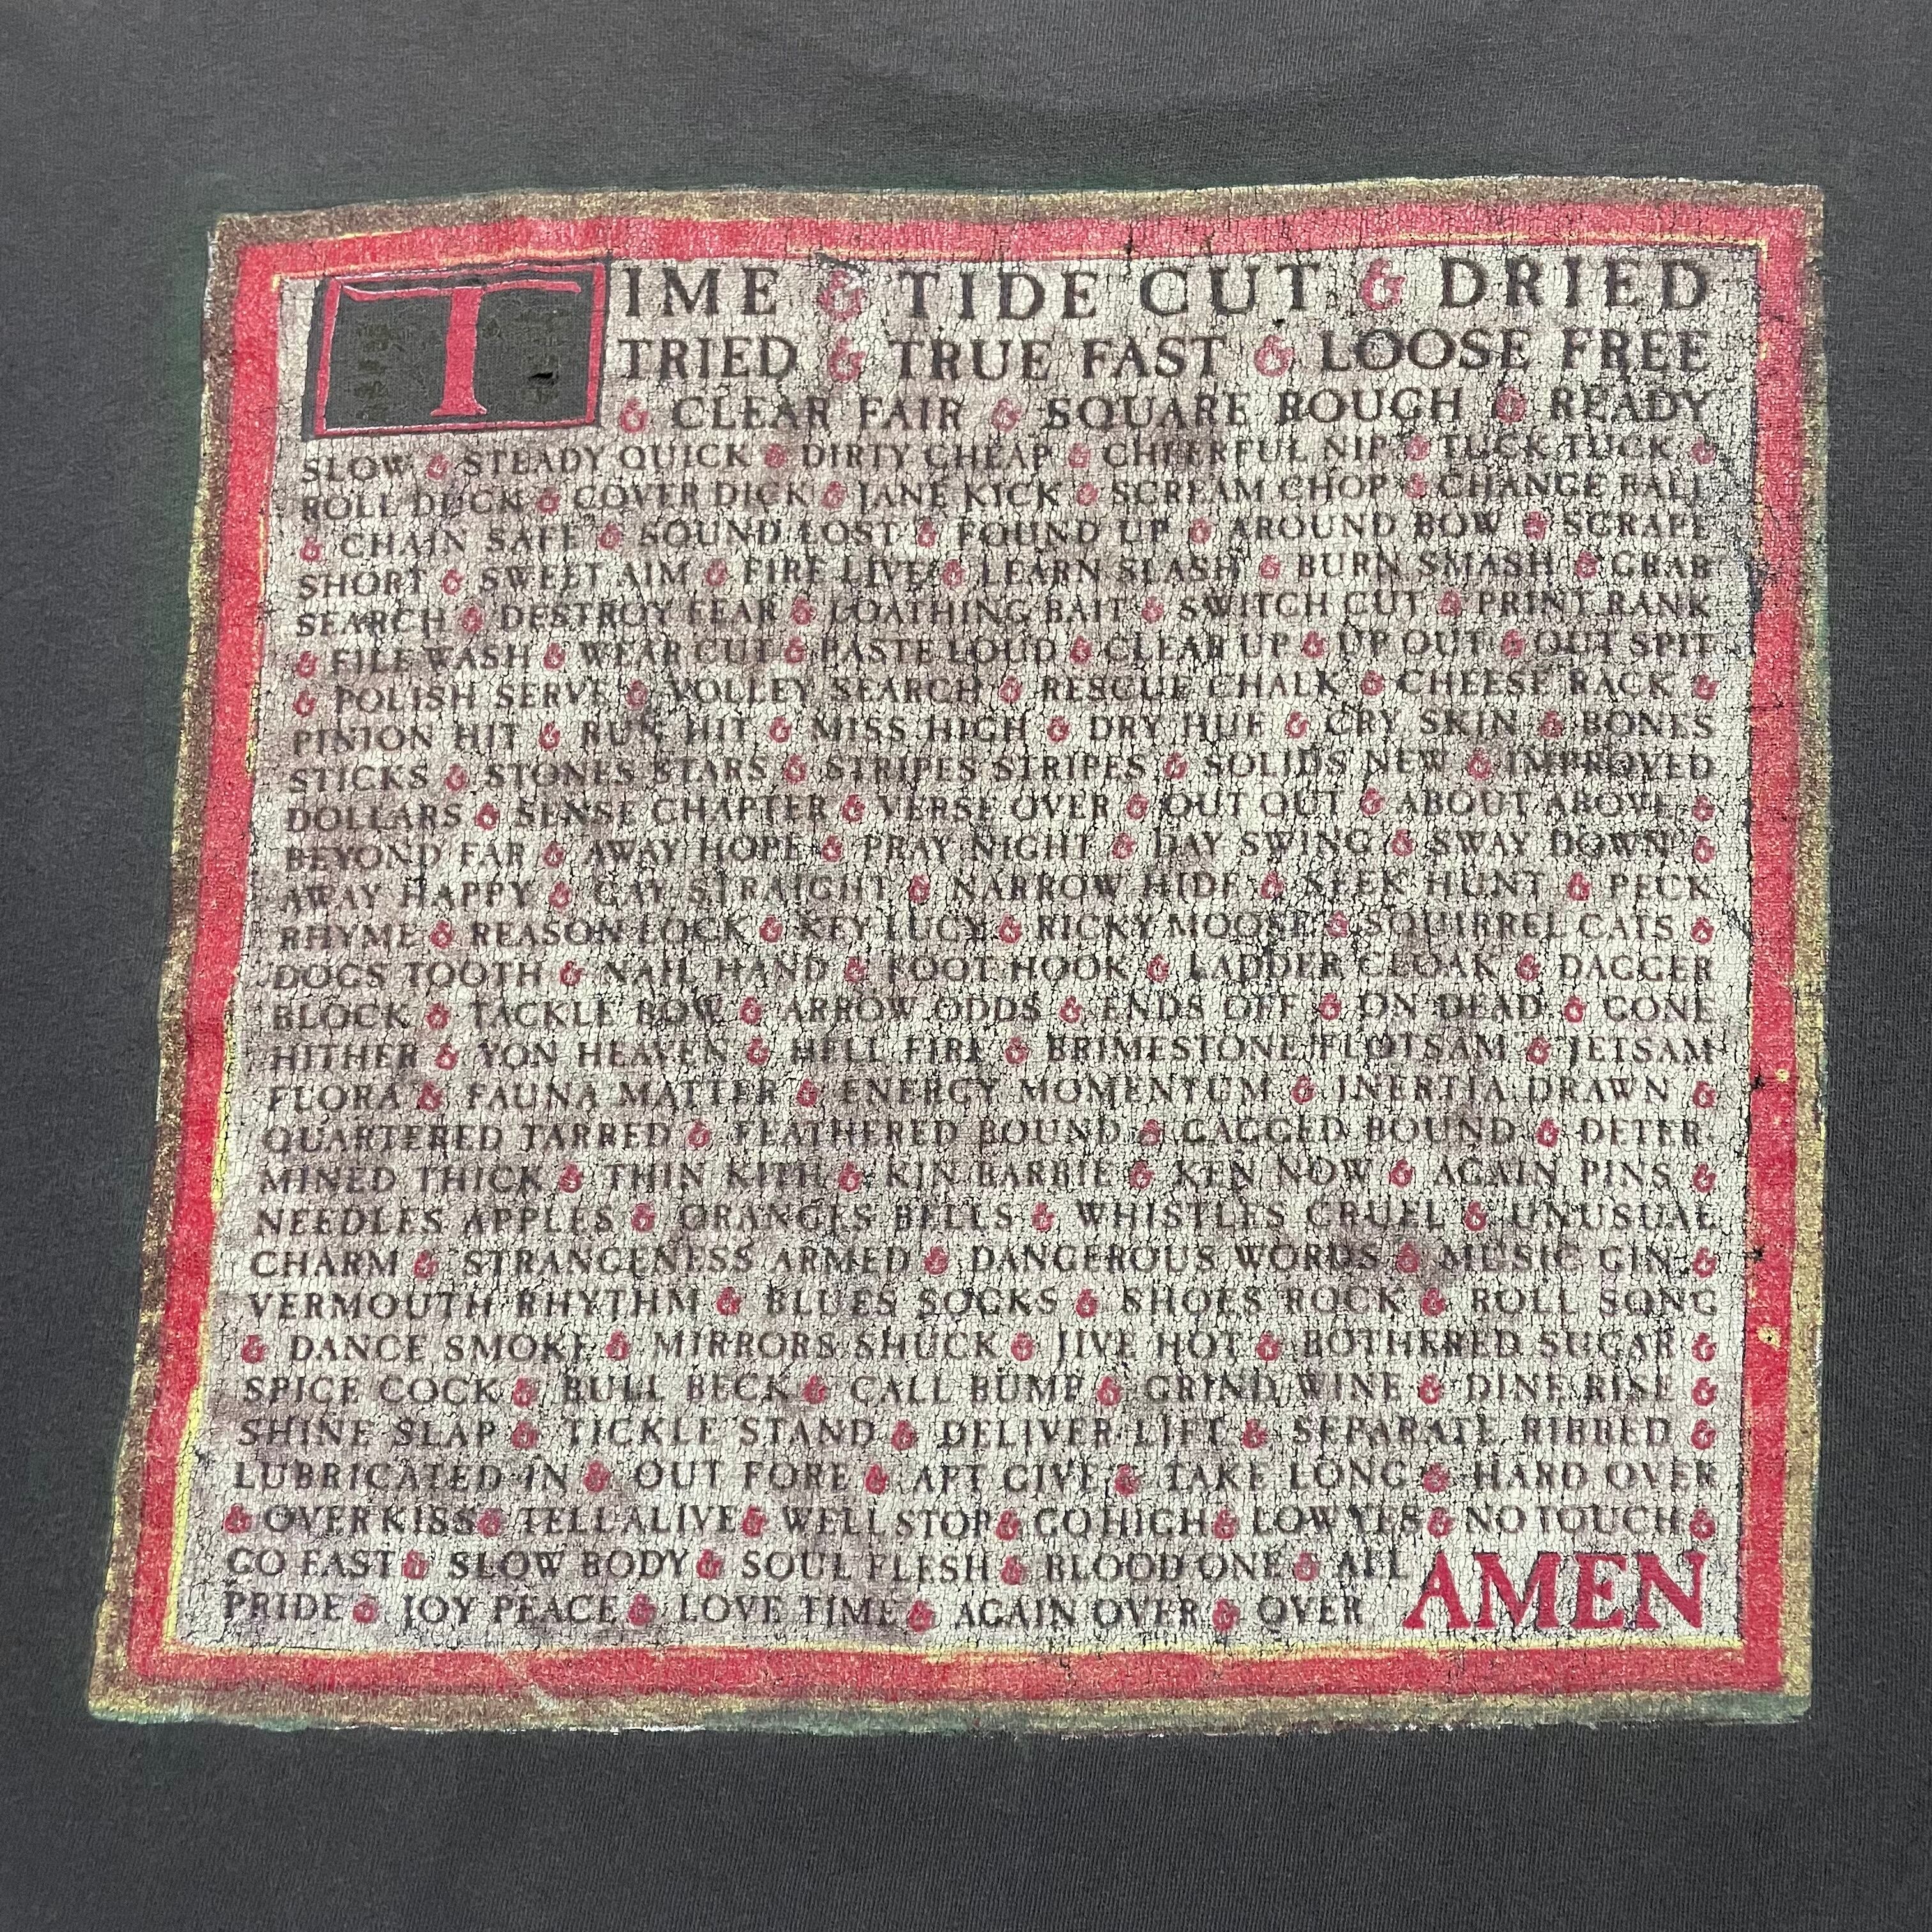 TIME & TIDE CUT & DRIED
TRIED & TRUE FAST & LOOSE FREE
& CLEAR FAIR & SQUARE ROUGH & READY
SLOW & STEADY QUICK & DIRTY CHEAP & CHEERFUL NIP & TUCK TUCK &
ROLL DUCK & COVER DICK & JANE KICK & SCREAM CHOP & CHANGE BALL
& CHAIN SAFE & SOUND LOST & FOUND UP & AROUND BOW & SCRAPE
SHORT & SWEET AIM & FIRE LIVE & LEARN SLASH & BURN SMASH & GRAB
SEARCH & DESTROY FEAR & LOATHING BAIT & SWITCH CUT & PRINT RANK
& FILE WASH & WEAR CUT & PASTE LOUD & CLEAR UP & UP OUT & OUT SPIT
& POLISH SERVE & VOLLEY SEARCH & RESCUE CHALK & CHEESE RACK &
PINION HIT & RUN HIT & MISS HIGH & DRY HUE & CRY SKIN & BONES
STICKS & STONES STARS & STRIPES STRIPES & SOLIDS NEW & IMPROVED
DOLLARS & SENSE CHAPTER & VERSE OVER & OUT OUT & ABOUT ABOVE &
BEYOND FAR & AWAY HOPE & PRAY NIGHT & DAY SWING & SWAY DOWN &
AWAY HAPPY & GAY STRAIGHT & NARROW HIDE & SEEK HUNT & PECK
RHYME & REASON LOCK & KEY LUCY & RICKY MOOSE & SQUIRREL CATS &
DOGS TOOTH & NAIL HAND & FOOT HOOK & LADDER CLOAK & DAGGER
BLOCK & TACKLE BOW & ARROW ODDS & ENDS OFF & ON DEAD & GONE
HITHER & YON HEAVEN & HELL FIRE & BRIMESTONE FLOTSAM & JETSAM
FLORA & FAUNA MATTER & ENERGY MOMENTUM & INERTIA DRAWN &
QUARTERED TARRED & FEATHERED BOUND & GAGGED BOUND & DETER-
MINED THICK & THIN KITH & KIN BARBIE & KEN NOW & AGAIN PINS &
NEEDLES APPLES & ORANGES BELLS & WHISTLES CRUEL & UNUSUAL
CHARM & STRANGENESS ARMED & DANGEROUS WORDS & MUSIC GIN &
VERMOUTH RHYTHM & BLUES SOCKS & SHOES ROCK & ROLL SONG
& DANCE SMOKE & MIRRORS SHUCK & JIVE HOT & BOTHERED SUGAR &
SPICE COCK & BULL BECK & CALL BUMP & GRIND WINE & DINE RISE &
SHINE SLAP & TICKLE STAND & DELIVER LIFT & SEPARATE RIBBED &
LUBRICATED IN & OUT FORE & AFT GIVE & TAKE LONG & HARD OVER
& OVER KISS & TELL ALIVE & WELL STOP & GO HIGH & LOW YES & NO TOUCH &
GO FAST & SLOW BODY & SOUL FLESH & BLOOD ONE & ALL
PRIDE & JOY PEACE & LOVE TIME & AGAIN OVER & OVER AMEN